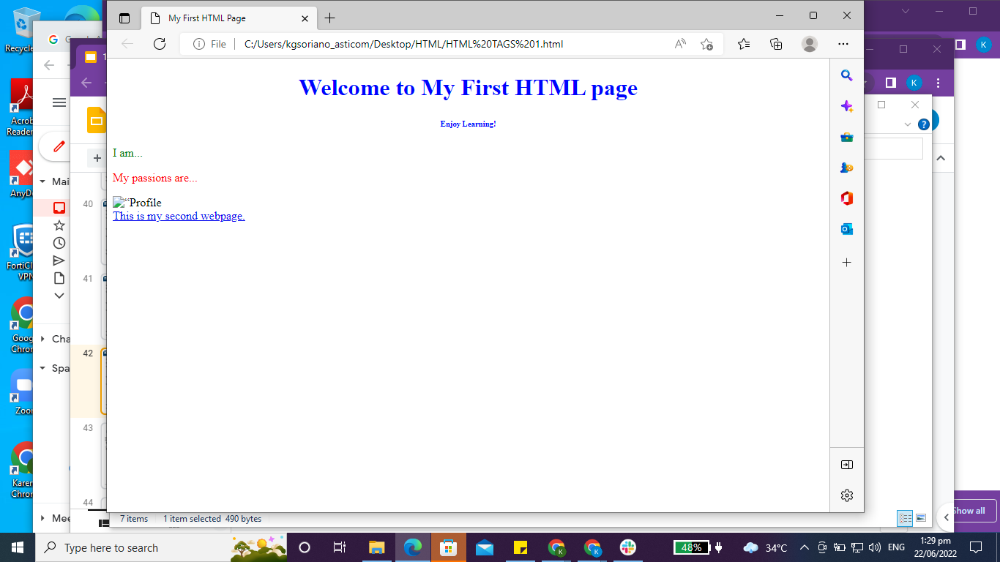 My First HTML Page
File
C:/Users/kgsoriano_asticom/Desktop/HTML/HTML%20TAGS%201.html
Welcome to My First HTML page
Enjoy Learning!
I am...
My passions are...
“Profile
This is my second webpage.
Recycle
Acrob
Reader
AnyD
FortiCl
VPN
Goog
Chron
Zoor
Karer
Chron
G
Mai
Cha
Spa
Mee
1
40
41
42
43
44
K
K
7 items
1 item selected 490 bytes
Show all
Type here to search
48%
34°C
ENG
1:29 pm
22/06/2022